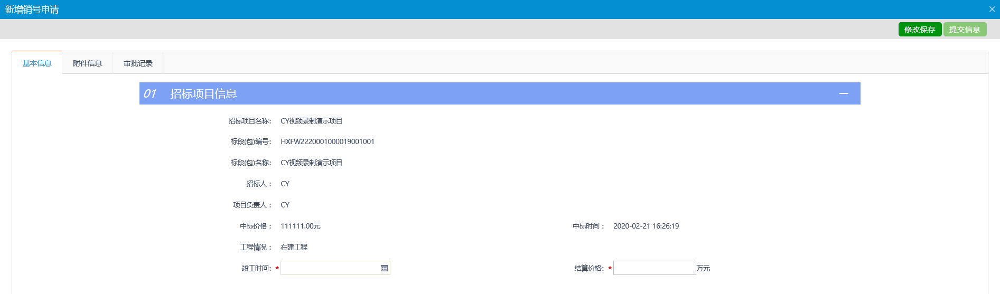 新增销号申请
修改保存 提交信息
基本信息 附件信息 审批记录
01 招标项目信息
招标项目名称： CY视频录制演示项目
标段(包)编号： HXFW2220001000019001001
标段(包)名称： CY视频录制演示项目
招标人： CY
项目负责人： CY
中标价格： 111111.00元 中标时间： 2020-02-21 16:26:19
工程情况： 在建工程
竣工时间：* 结算价格：* 万元